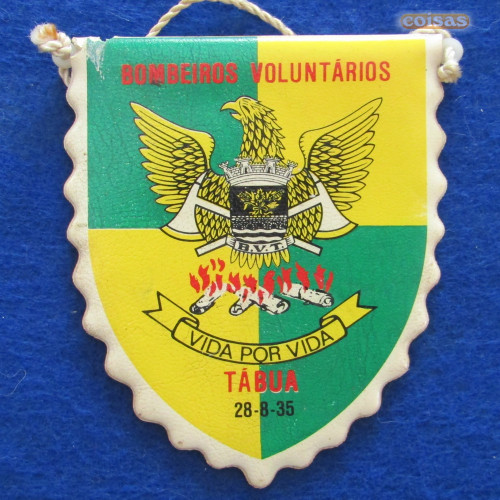 coisas
BOMBEIROS VOLUNTÁRIOS
B.V.T.
VIDA POR VIDA
TÁBUA
28-8-35